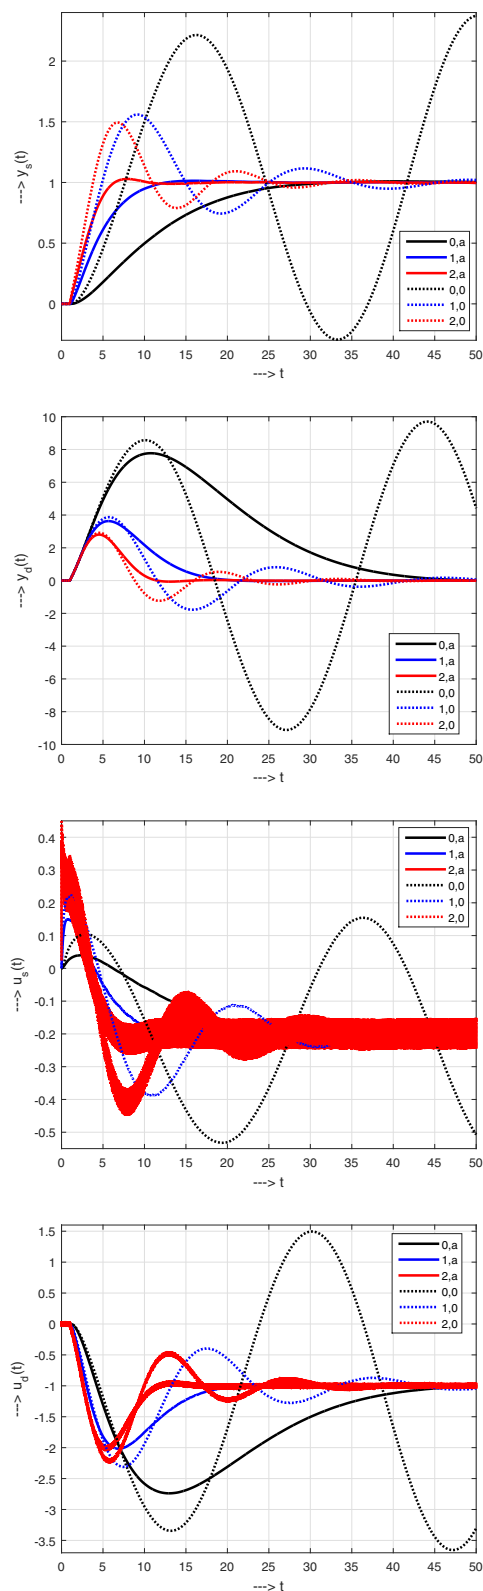 2
1.5
1
0.5
0
---> y_s(t)
0,a
1,a
2,a
0,0
1,0
2,0
0 5 10 15 20 25 30 35 40 45 50
---> t
10
8
6
4
2
0
-2
-4
-6
-8
-10
---> y_d(t)
0,a
1,a
2,a
0,0
1,0
2,0
0 5 10 15 20 25 30 35 40 45 50
---> t
0.4
0.3
0.2
0.1
0
-0.1
-0.2
-0.3
-0.4
-0.5
---> u_s(t)
0,a
1,a
2,a
0,0
1,0
2,0
0 5 10 15 20 25 30 35 40 45 50
---> t
1.5
1
0.5
0
-0.5
-1
-1.5
-2
-2.5
-3
-3.5
---> u_d(t)
0,a
1,a
2,a
0,0
1,0
2,0
0 5 10 15 20 25 30 35 40 45 50
---> t